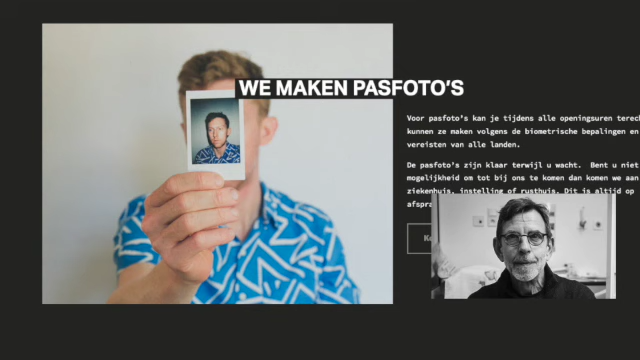 WE MAKEN PASFOTO'S
Voor pasfoto's kan je tijdens alle openingsuren
kunnen ze maken volgens de biometrische bepalingen en
vereisten van alle landen.
De pasfoto's zijn klaar terwijl u wacht. Bent u niet
mogelijkheid om tot bij ons te komen dan komen we aan
ziekenhuis, instelling of rusthuis. Dit is altijd op